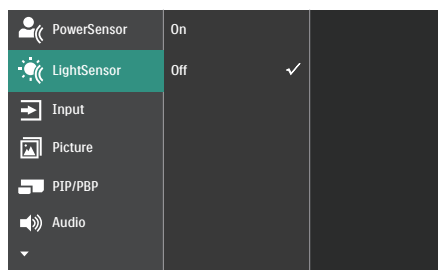 PowerSensor
On
LightSensor
Off
Input
Picture
PIP/PBP
Audio